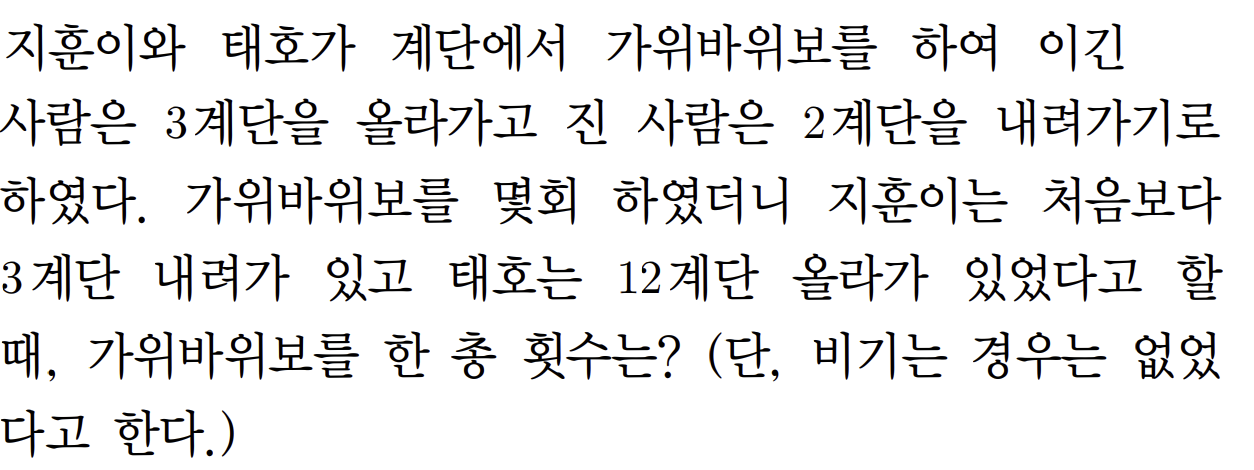 지훈이와 태호가 계단에서 가위바위보를 하여 이긴
사람은 3계단을 올라가고 진 사람은 2계단을 내려가기로
하였다. 가위바위보를 몇회 하였더니 지훈이는 처음보다
3계단 내려가 있고 태호는 12계단 올라가 있었다고 할
때, 가위바위보를 한 총 횟수는? (단, 비기는 경우는 없었
다고 한다.)